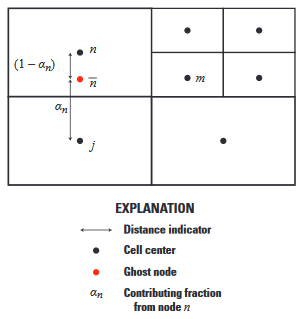 n
(1 – αn)
n̅
m
αn
j
EXPLANATION
Distance indicator
Cell center
Ghost node
αn Contributing fraction
from node n